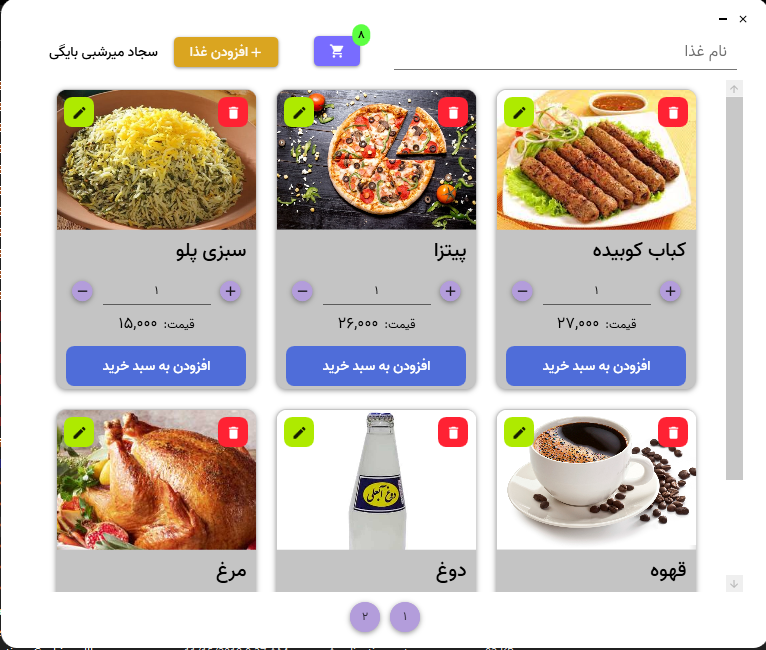 نام غذا
۸
+ افزودن غذا
سجاد میرشبی بایگی
کباب کوبیده
پیتزا
سبزی پلو
+ ۱ −
+ ۱ −
+ ۱ −
قیمت: ۲۷,۰۰۰
قیمت: ۲۶,۰۰۰
قیمت: ۱۵,۰۰۰
افزودن به سبد خرید
افزودن به سبد خرید
افزودن به سبد خرید
دوغ آبعلی
قهوه
دوغ
مرغ
۱
۲